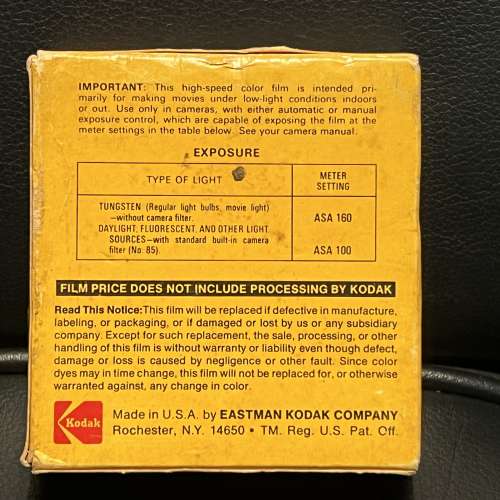 IMPORTANT: This high-speed color film is intended pri-
marily for making movies under low-light conditions indoors
or out. Use only in cameras, with either automatic or manual
exposure control, which are capable of exposing the film at the
meter settings in the table below. See your camera manual.
EXPOSURE
TYPE OF LIGHT
METER
SETTING
TUNGSTEN (Regular light bulbs, movie light)
—without camera filter.
ASA 160
DAYLIGHT, FLUORESCENT, AND OTHER LIGHT
SOURCES—with standard built-in camera
filter (No. 85).
ASA 100
FILM PRICE DOES NOT INCLUDE PROCESSING BY KODAK
Read This Notice: This film will be replaced if defective in manufacture,
labeling, or packaging, or if damaged or lost by us or any subsidiary
company. Except for such replacement, the sale, processing, or other
handling of this film is without warranty or liability even though defect,
damage or loss is caused by negligence or other fault. Since color
dyes may in time change, this film will not be replaced for, or otherwise
warranted against, any change in color.
Kodak
Made in U.S.A. by EASTMAN KODAK COMPANY
Rochester, N.Y. 14650 • TM. Reg. U.S. Pat. Off.